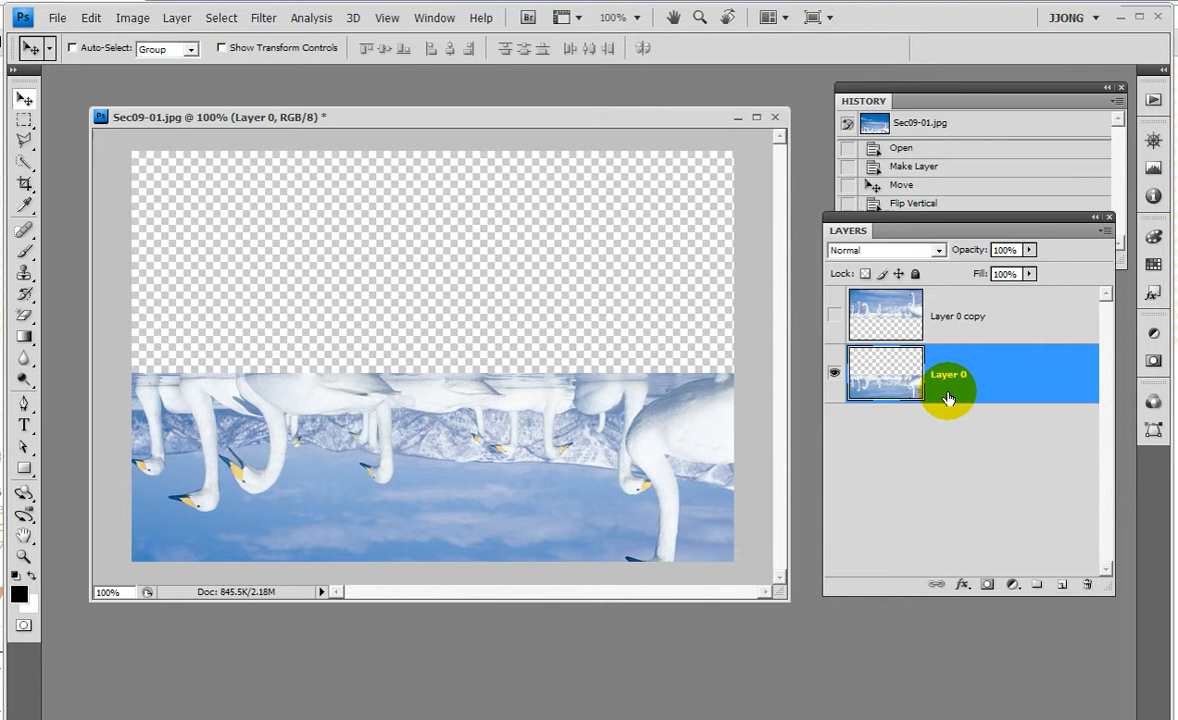 Ps File Edit Image Layer Select Filter Analysis 3D View Window Help Br 100% JJONG
Auto-Select: Group Show Transform Controls
HISTORY
Sec09-01.jpg
Open
Make Layer
Move
Flip Vertical
Ps Sec09-01.jpg @ 100% (Layer 0, RGB/8) *
LAYERS
Normal Opacity: 100%
Lock: Fill: 100%
Layer 0 copy
Layer 0
100% Doc: 845.5K/2.18M